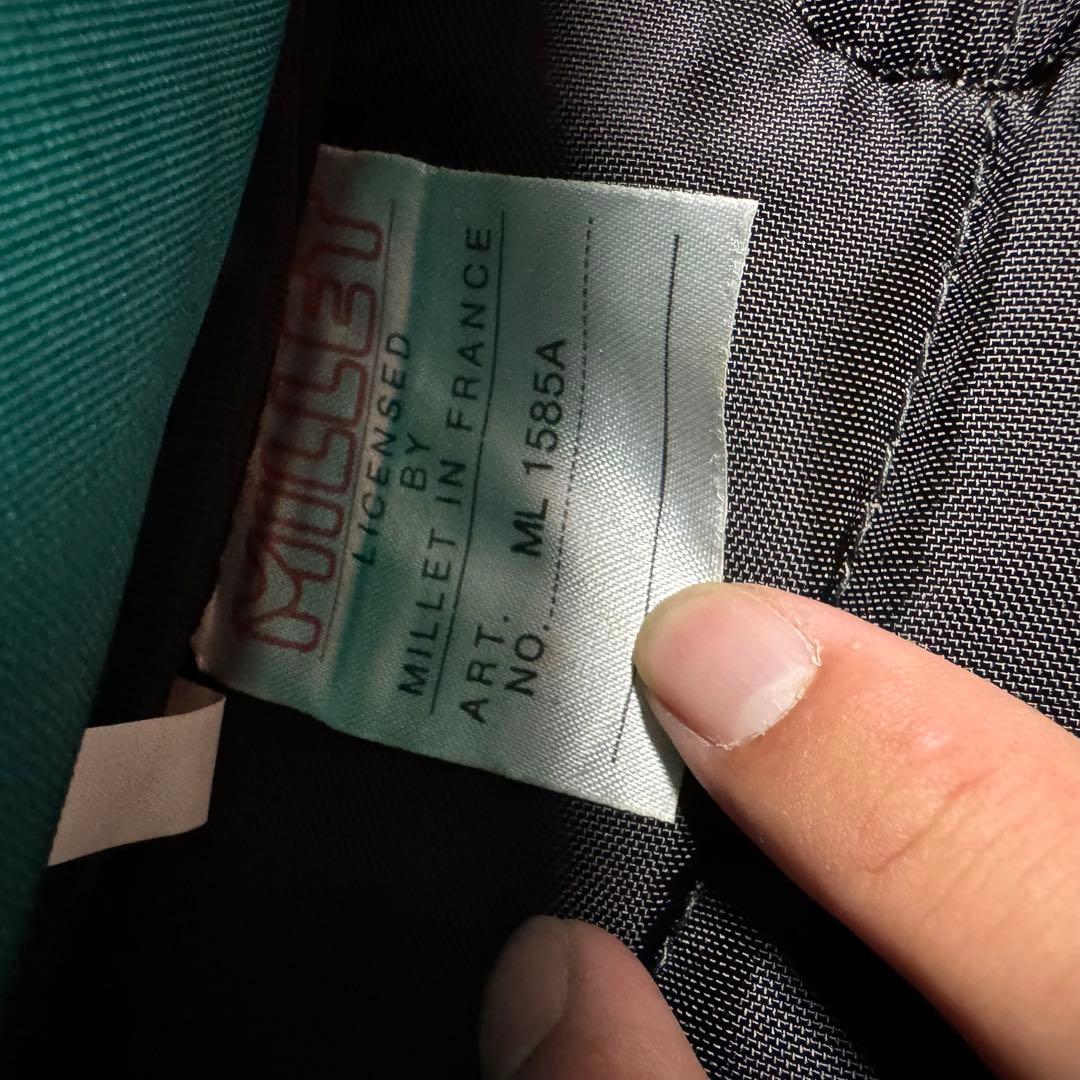 MILLET
LICENSED
BY
MILLET IN FRANCE
ART.
NO. ML 1585A